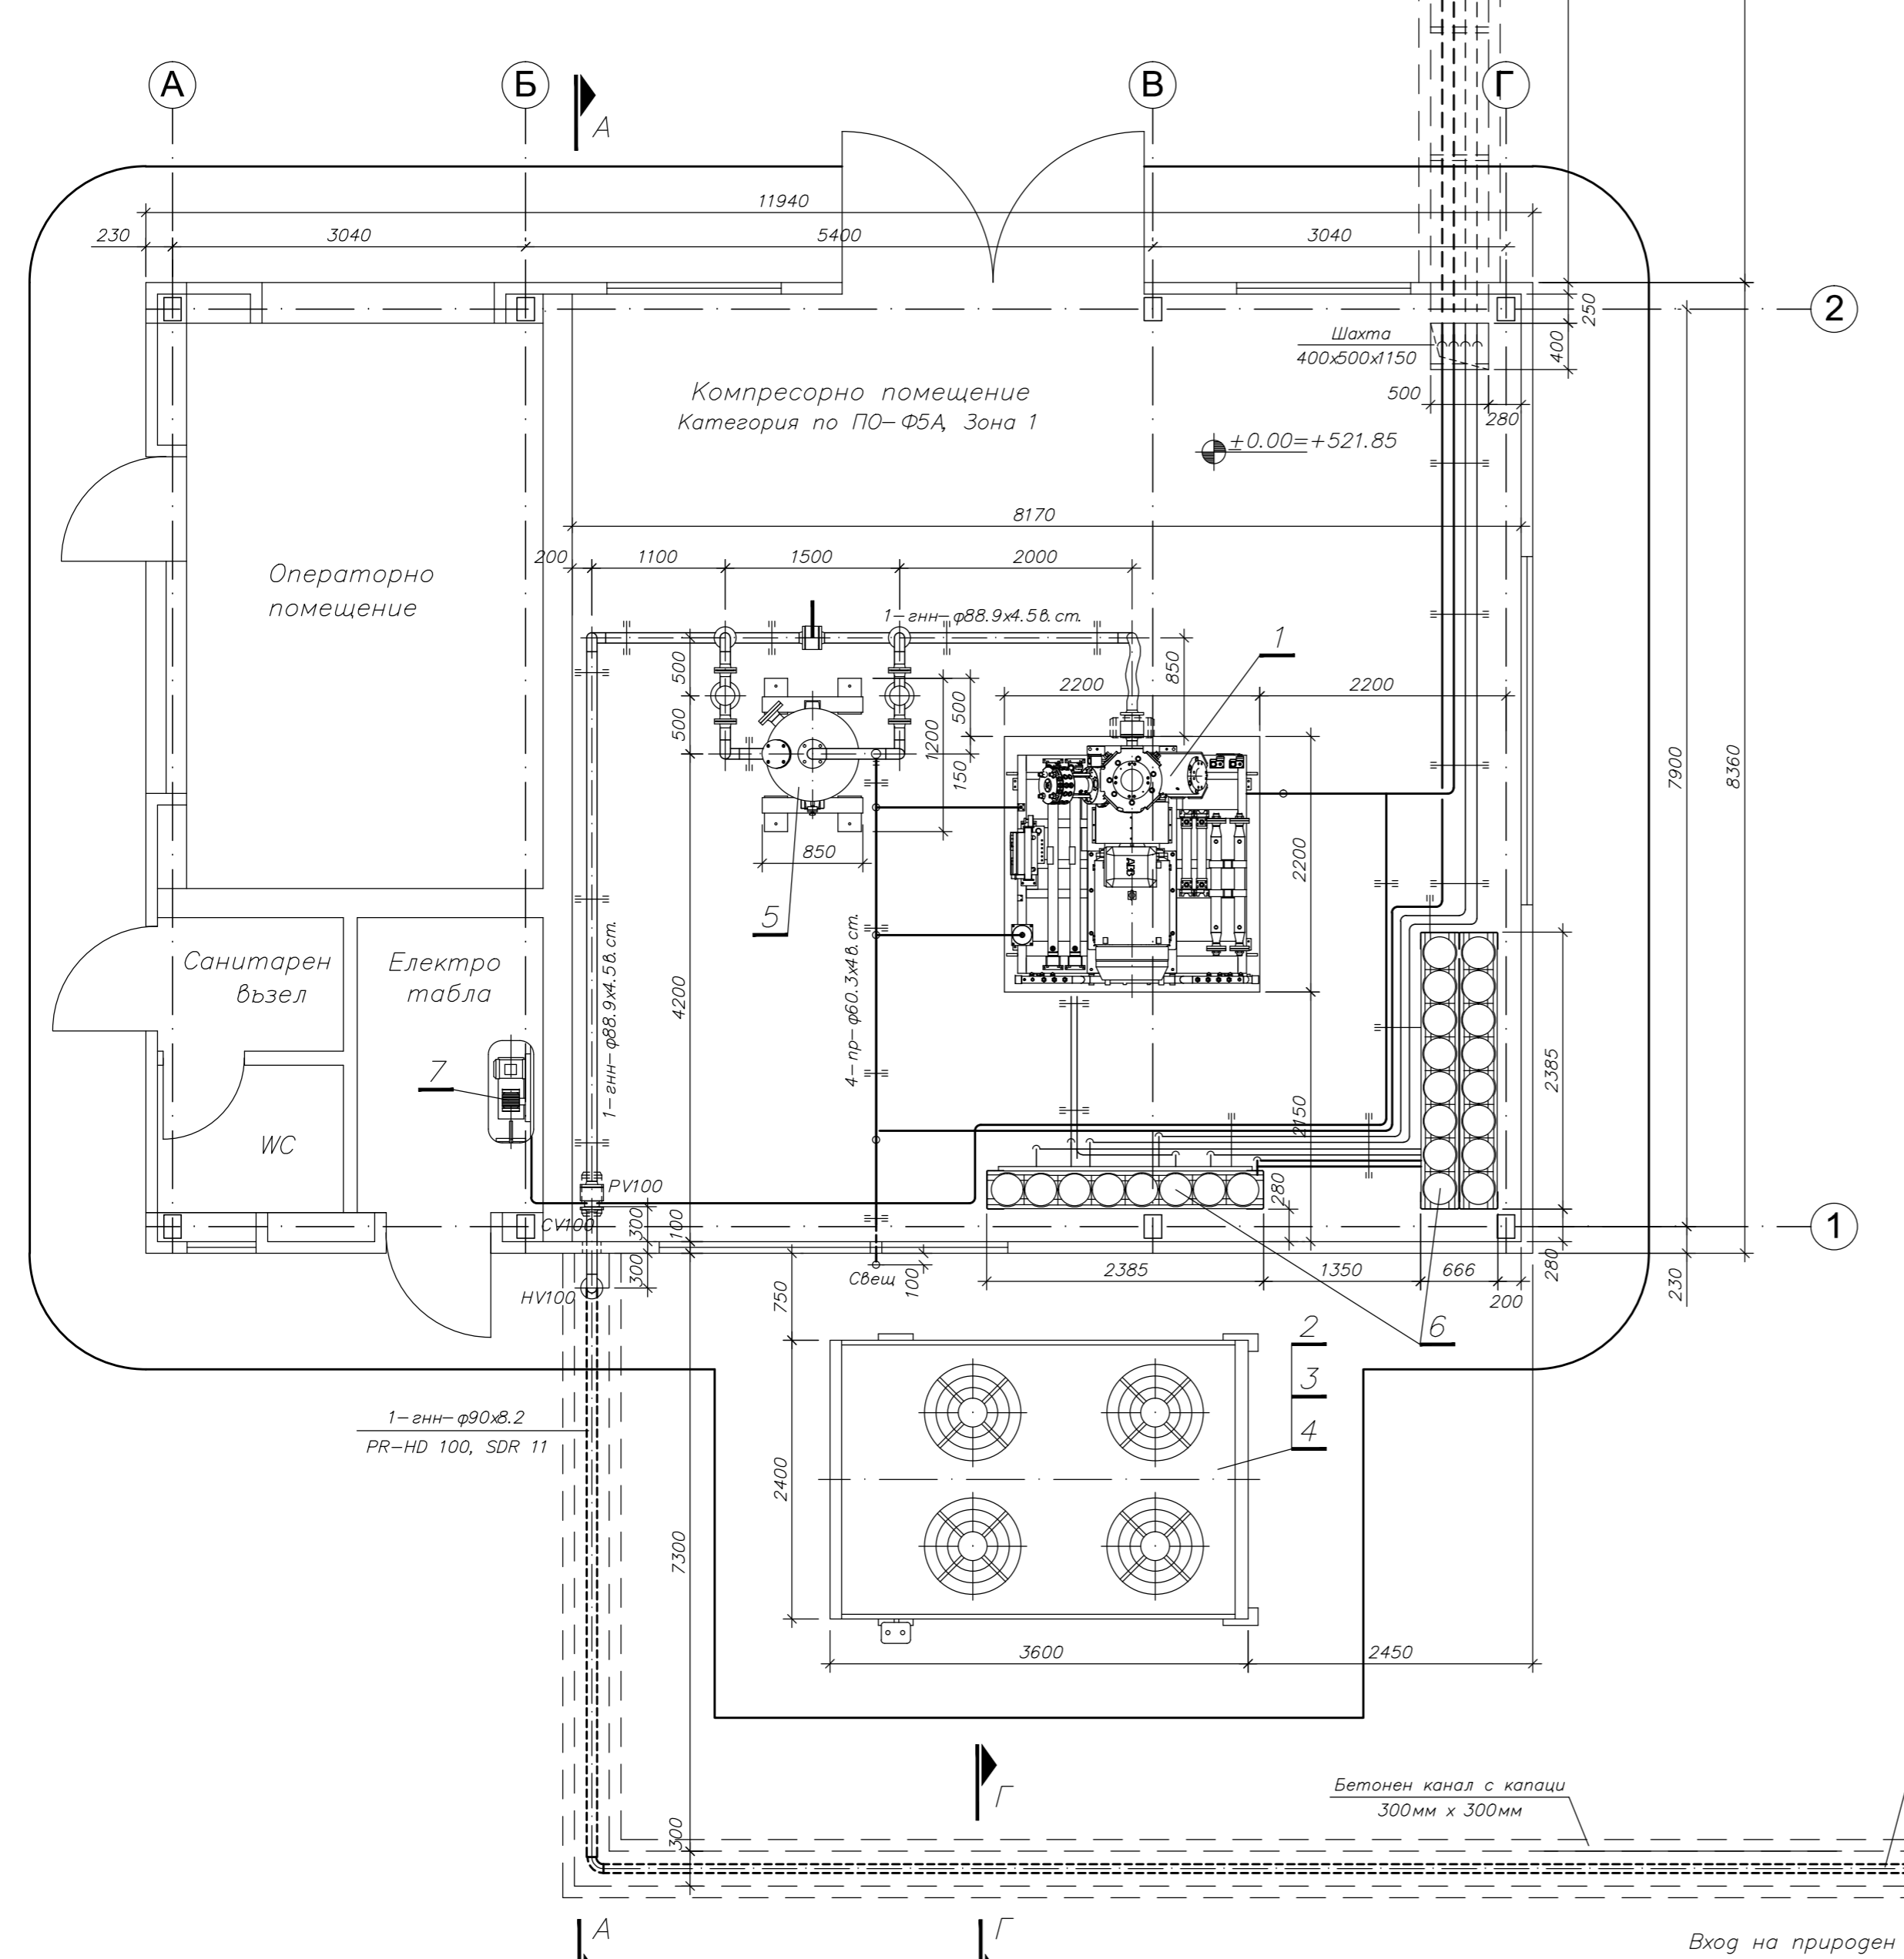 А
Б
В
Г
А
11940
230
3040
5400
3040
2
250
400
Шахта
400x500x1150
500
280
Компресорно помещение
Категория по ПО-Ф5А, Зона 1
±0.00=+521.85
8170
200
1100
1500
2000
Операторно
помещение
1-гнн-φ88.9x4.5в.ст.
1
850
2200
2200
500
500
500
1200
150
7900
8360
850
2200
5
Санитарен
възел
Електро
табла
1-гнн-φ88.9x4.5в.ст.
4200
4-пр-φ60.3x4в.ст.
2385
7
2150
WC
PV100
CV100
300
100
280
1
300
HV100
Свещ
100
2385
1350
666
280
200
230
750
2
6
3
4
1-гнн-φ90x8.2
PR-HD 100, SDR 11
2400
7300
3600
2450
Г
Бетонен канал с капаци
300мм x 300мм
300
А
Г
Вход на природен